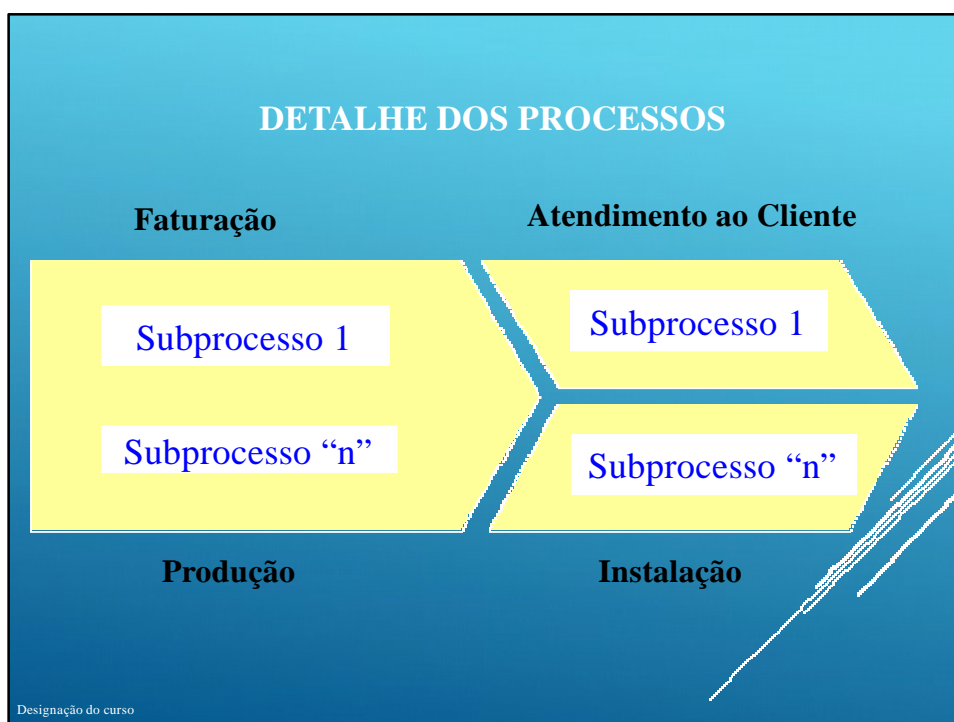 DETALHE DOS PROCESSOS
Faturação
Atendimento ao Cliente
Subprocesso 1
Subprocesso 1
Subprocesso “n”
Subprocesso “n”
Produção
Instalação
Designação do curso